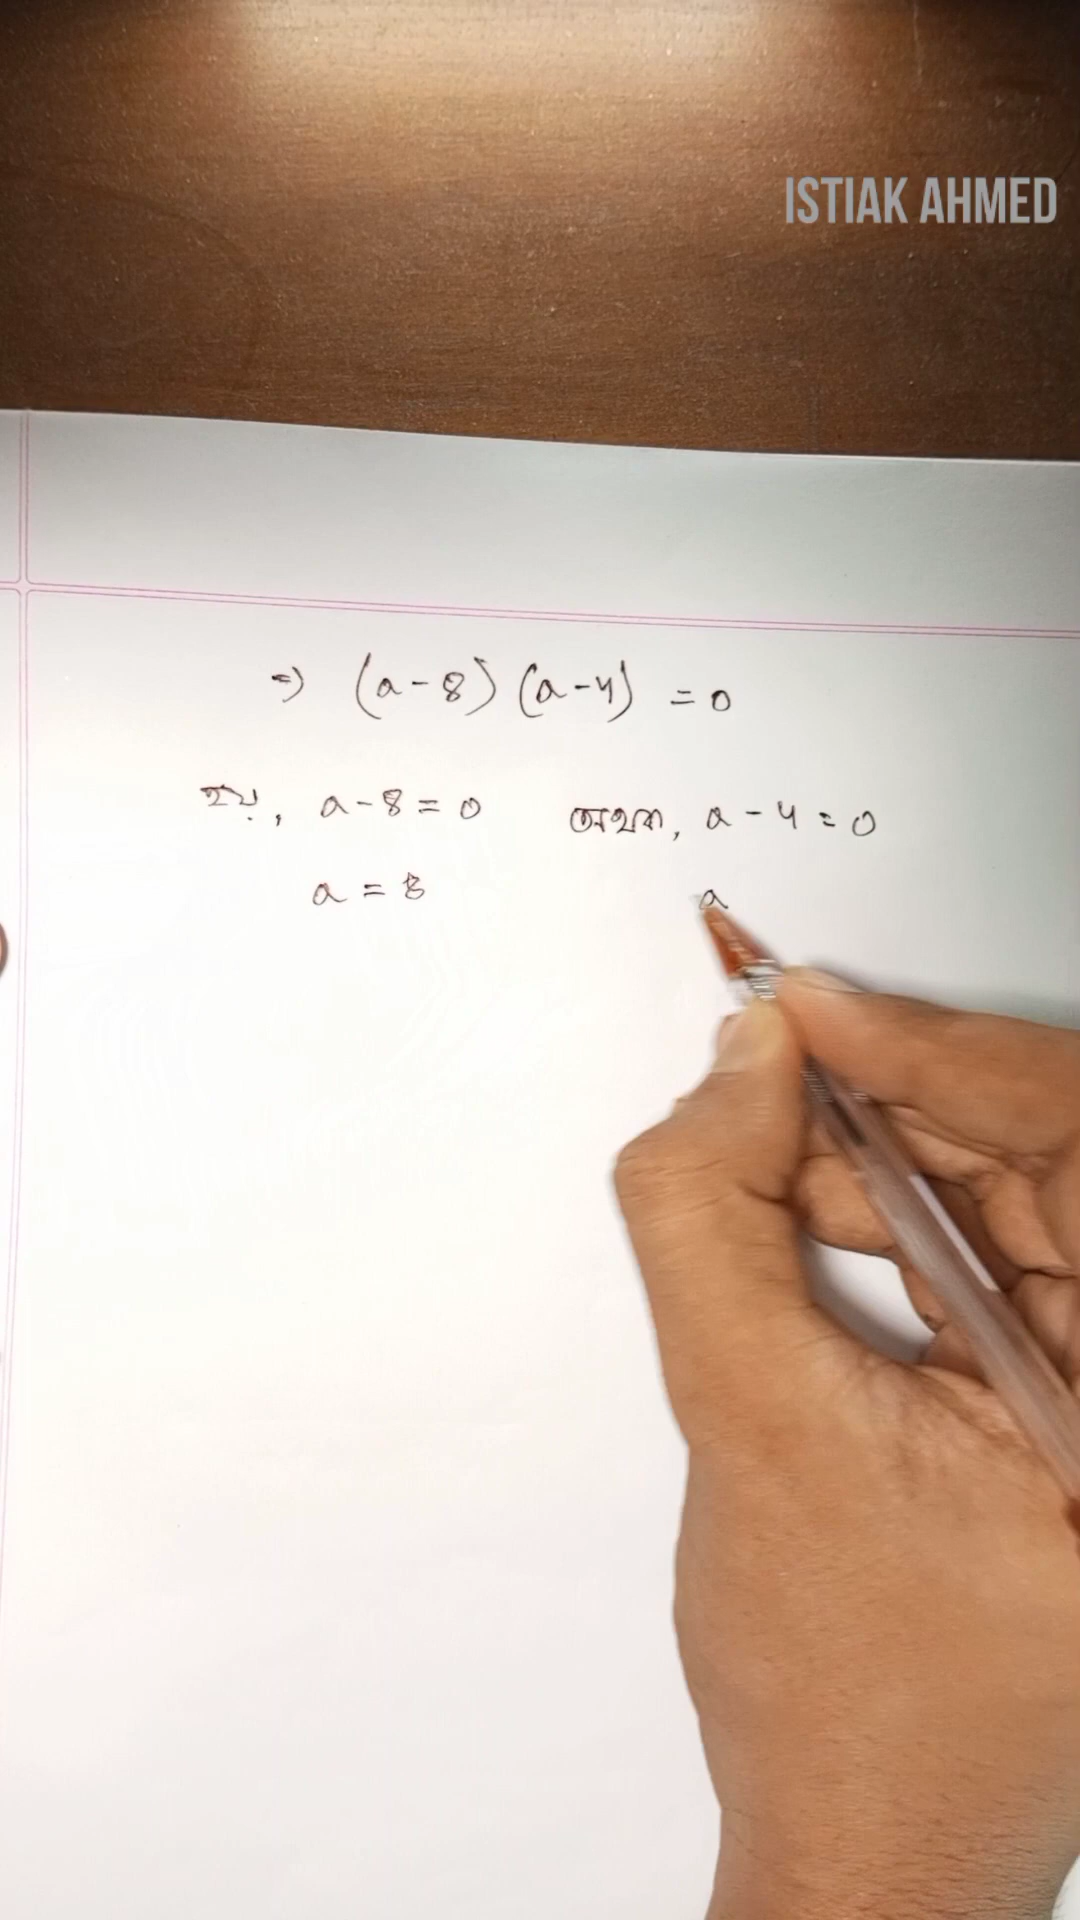 ISTIAK AHMED
=) (a-8) (a-4) = 0
হয়, a-8=0 অথবা, a-4=0
a = 8 a